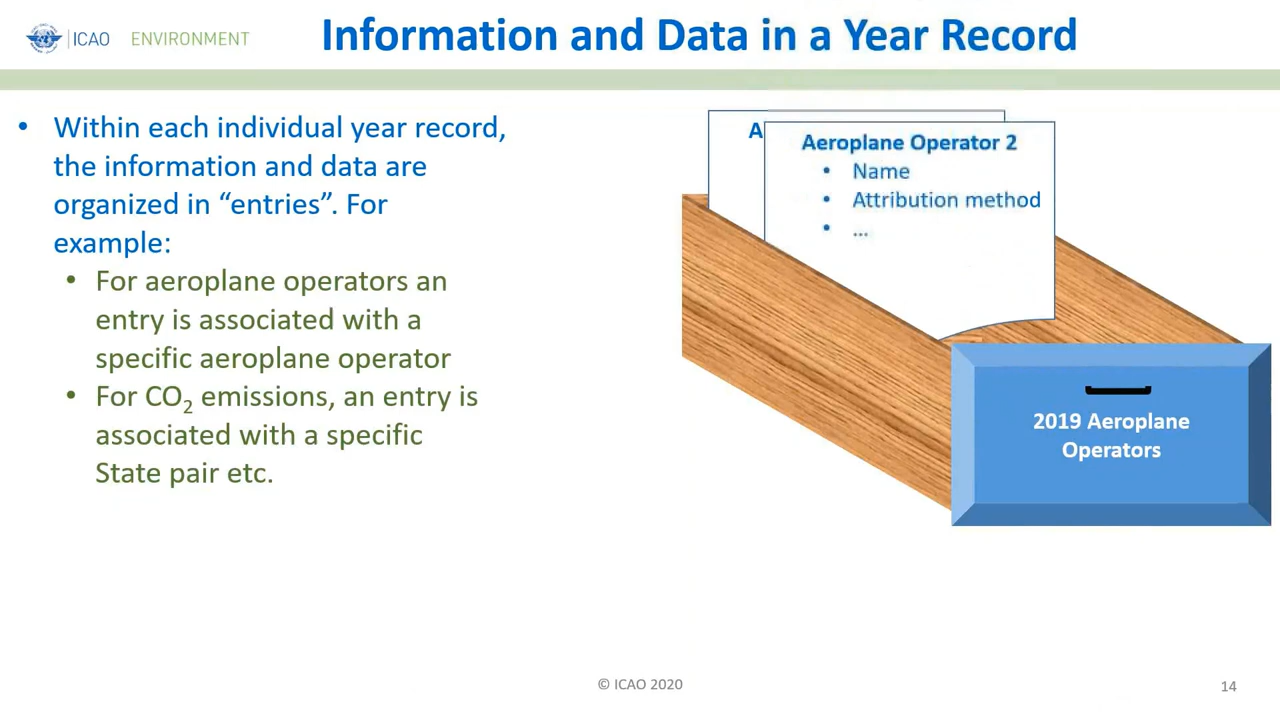 ICAO ENVIRONMENT
Information and Data in a Year Record
• Within each individual year record,
the information and data are
organized in “entries”. For
example:
• For aeroplane operators an
entry is associated with a
specific aeroplane operator
• For CO2 emissions, an entry is
associated with a specific
State pair etc.
A
Aeroplane Operator 2
• Name
• Attribution method
• ...
2019 Aeroplane
Operators
© ICAO 2020
14